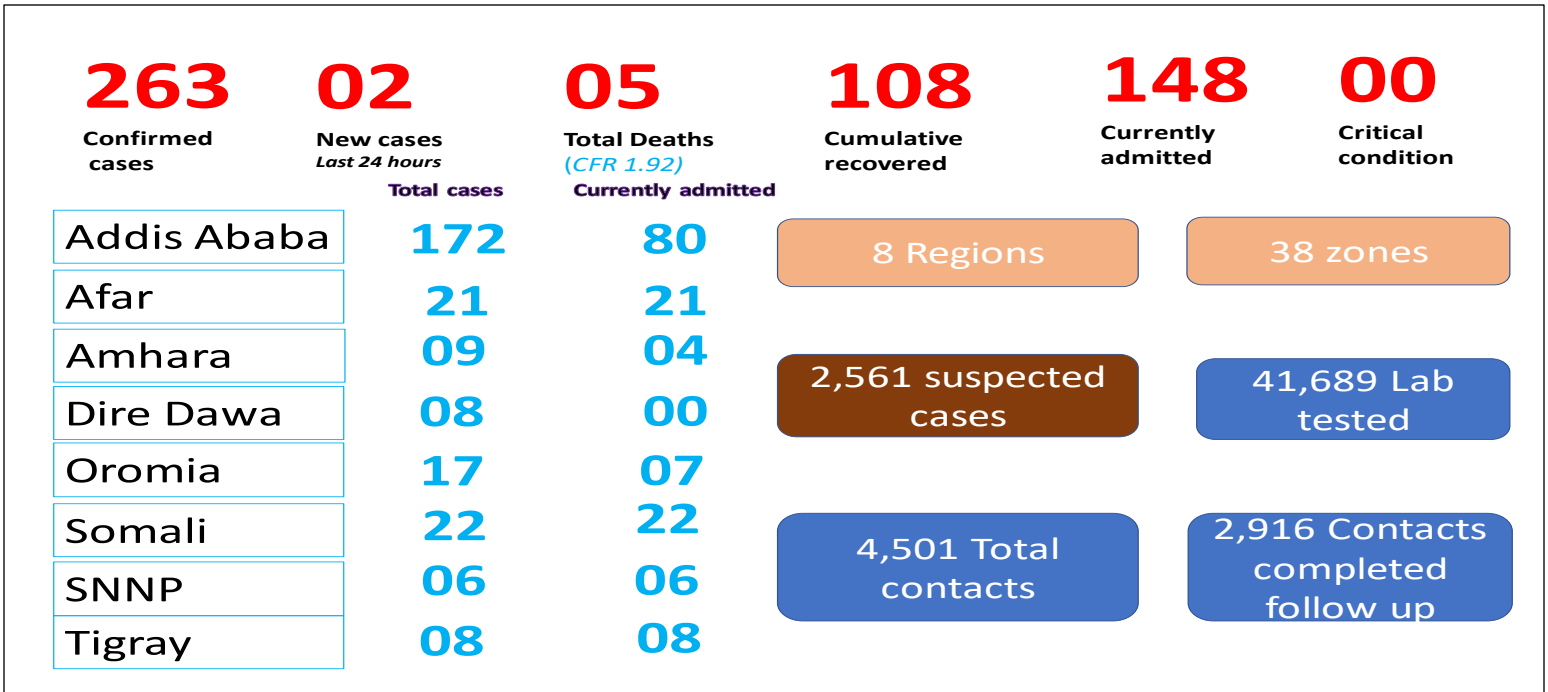 263 02 05 108 148 00
Confirmed cases
New cases
Last 24 hours
Total Deaths
(CFR 1.92)
Cumulative recovered
Currently admitted
Critical condition
Total cases Currently admitted
Addis Ababa 172 80
Afar 21 21
Amhara 09 04
Dire Dawa 08 00
Oromia 17 07
Somali 22 22
SNNP 06 06
Tigray 08 08
8 Regions
38 zones
2,561 suspected
cases
41,689 Lab
tested
4,501 Total
contacts
2,916 Contacts
completed
follow up